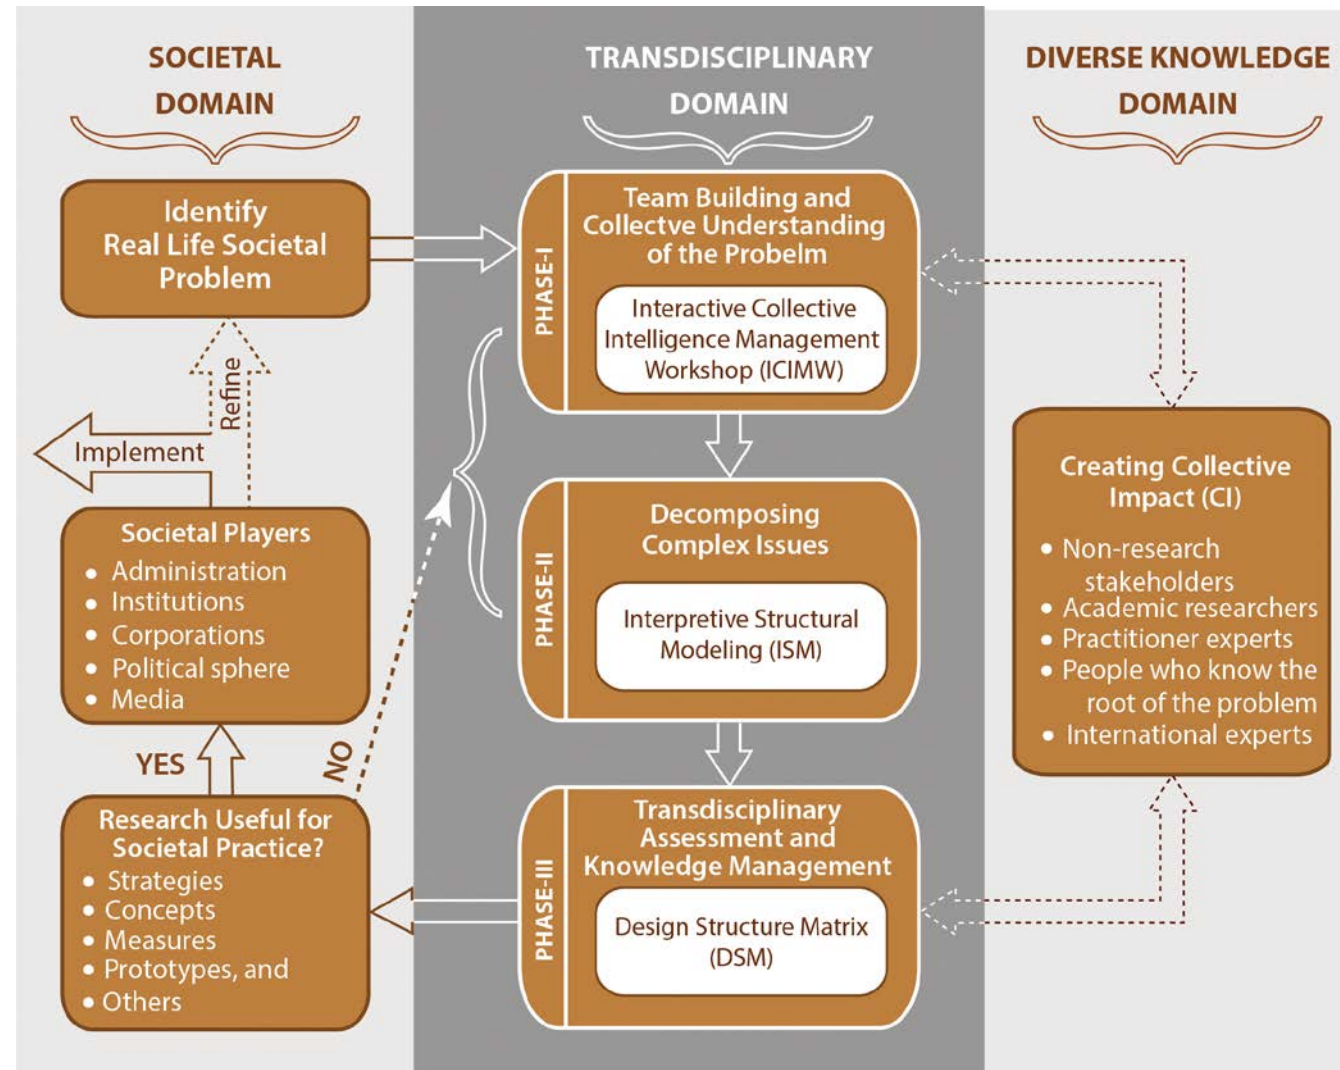 SOCIETAL
DOMAIN
Identify
Real Life Societal
Problem
Refine
Implement
Societal Players
• Administration
• Institutions
• Corporations
• Political sphere
• Media
YES
NO
Research Useful for
Societal Practice?
• Strategies
• Concepts
• Measures
• Prototypes, and
• Others
TRANSDISCIPLINARY
DOMAIN
PHASE-I
Team Building and
Collectve Understanding
of the Probelm
Interactive Collective
Intelligence Management
Workshop (ICIMW)
PHASE-II
Decomposing
Complex Issues
Interpretive Structural
Modeling (ISM)
PHASE-III
Transdisciplinary
Assessment and
Knowledge Management
Design Structure Matrix
(DSM)
DIVERSE KNOWLEDGE
DOMAIN
Creating Collective
Impact (CI)
• Non-research
stakeholders
• Academic researchers
• Practitioner experts
• People who know the
root of the problem
• International experts